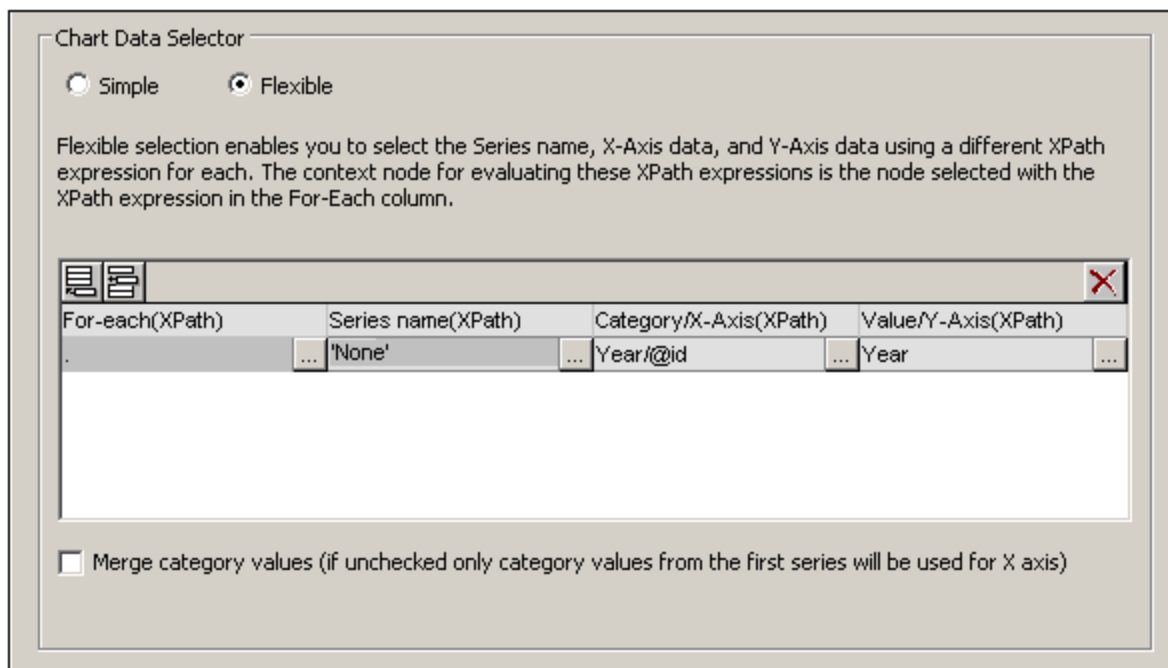 Chart Data Selector
Simple Flexible
Flexible selection enables you to select the Series name, X-Axis data, and Y-Axis data using a different XPath
expression for each. The context node for evaluating these XPath expressions is the node selected with the
XPath expression in the For-Each column.
For-each(XPath) Series name(XPath) Category/X-Axis(XPath) Value/Y-Axis(XPath)
. ... 'None' ... Year/@id ... Year ...
Merge category values (if unchecked only category values from the first series will be used for X axis)